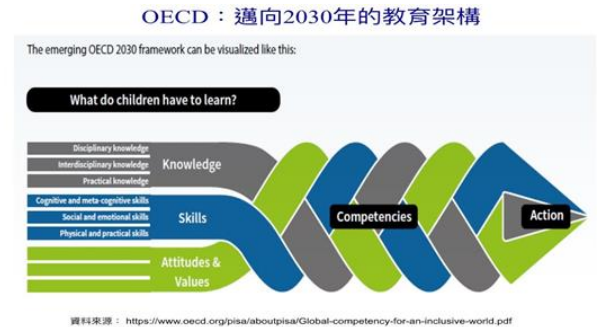 OECD：邁向2030年的教育架構
The emerging OECD 2030 framework can be visualized like this:
What do children have to learn?
Disciplinary knowledge
Interdisciplinary knowledge
Practical knowledge
Knowledge
Cognitive and meta-cognitive skills
Social and emotional skills
Physical and practical skills
Skills
Attitudes &
Values
Competencies
Action
資料來源： https://www.oecd.org/pisa/aboutpisa/Global-competency-for-an-inclusive-world.pdf